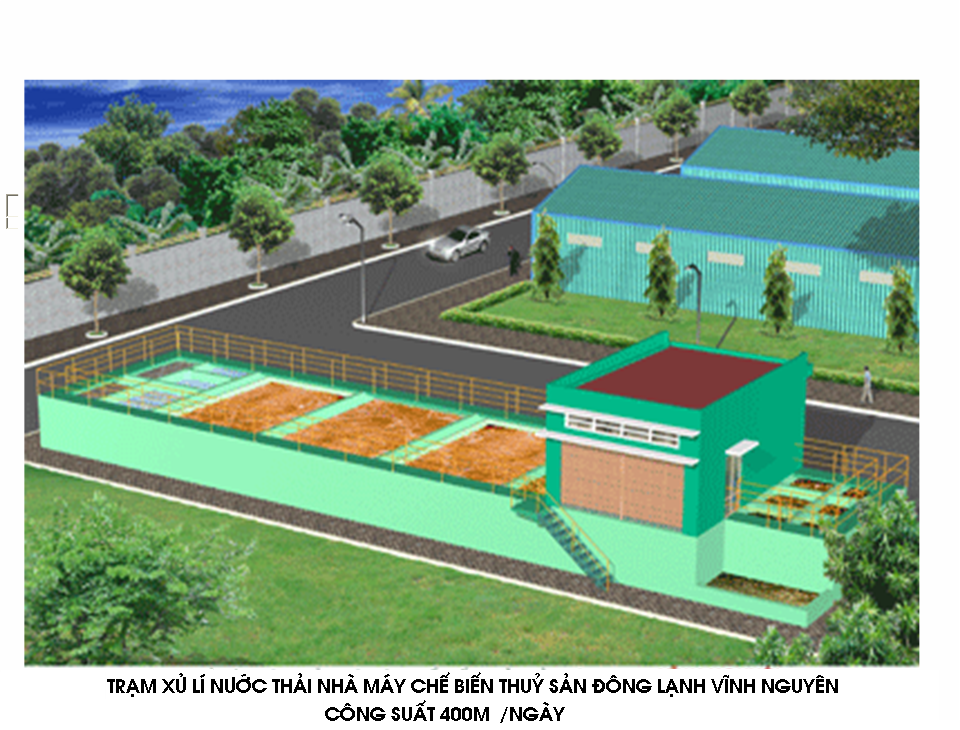 TRẠM XỬ LÍ NƯỚC THẢI NHÀ MÁY CHẾ BIẾN THUỶ SẢN ĐÔNG LẠNH VĨNH NGUYÊN
CÔNG SUẤT 400M /NGÀY